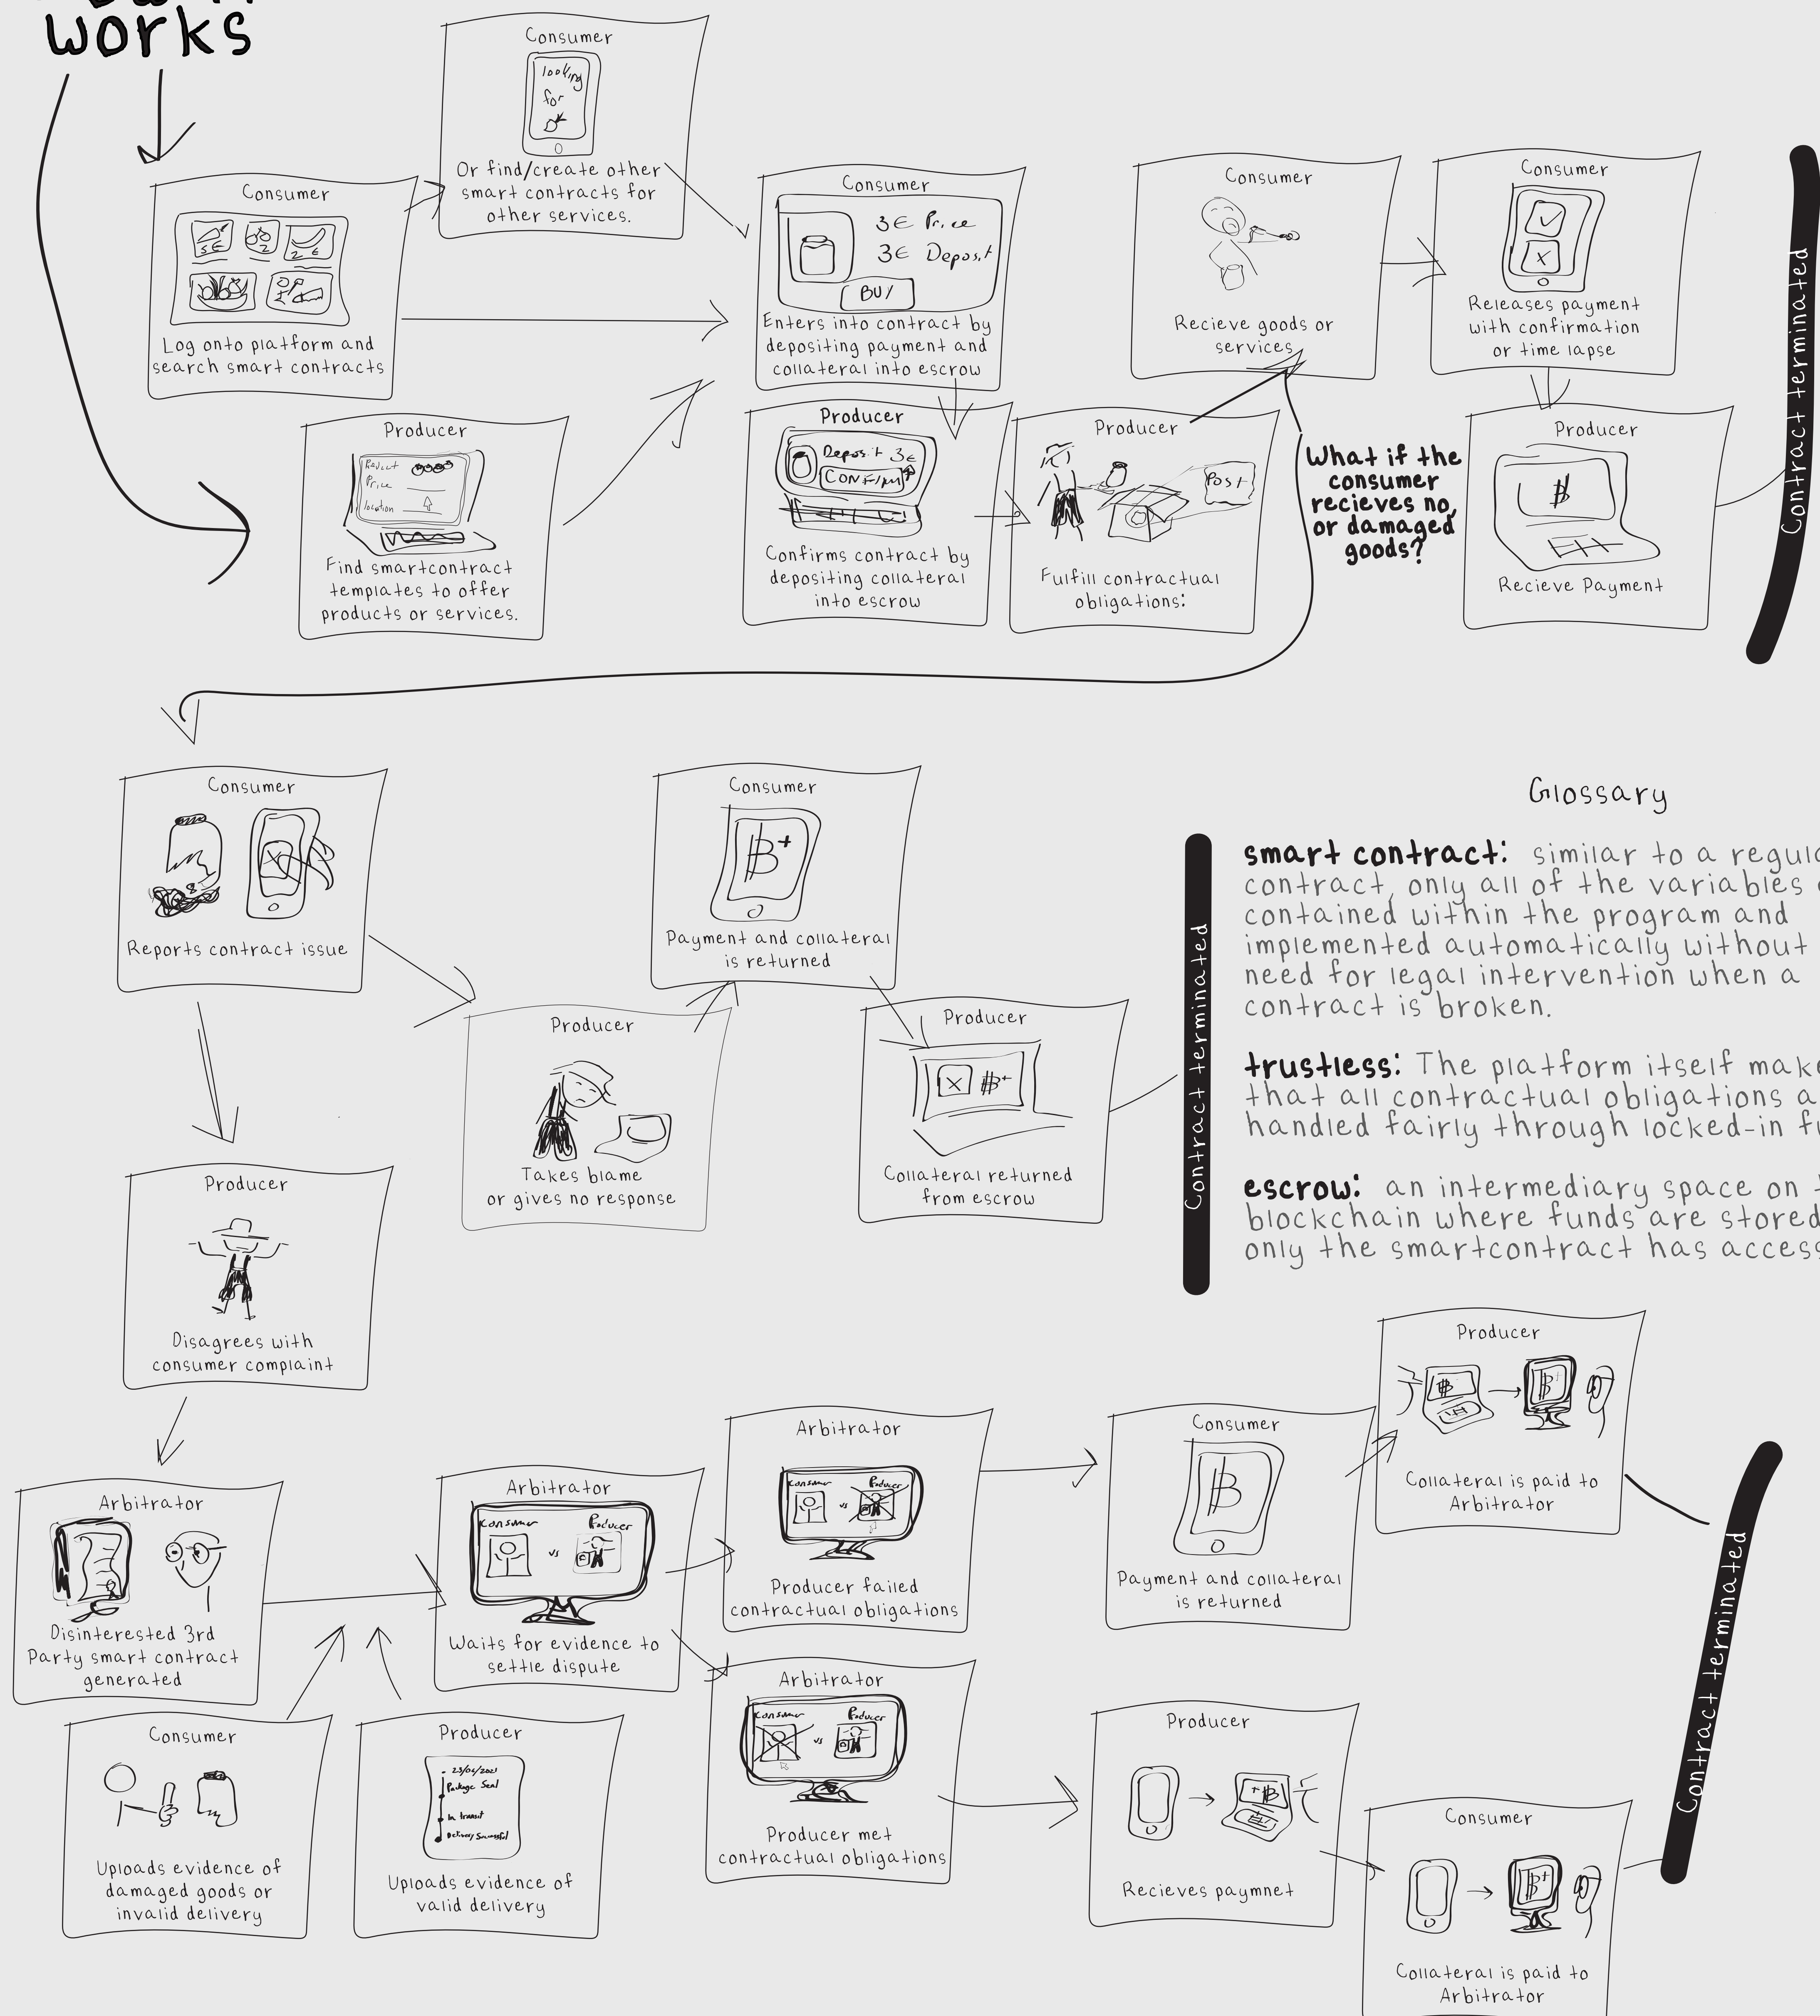 works
Consumer
looking
for
Or find/create other
smart contracts for
other services.
Consumer
5€
2
2 €
Log onto platform and
search smart contracts
Producer
Product
Price
location
Find smartcontract
templates to offer
products or services.
Consumer
3€ Price
3€ Deposit
BUY
Enters into contract by
depositing payment and
collateral into escrow
Producer
Deposit 3€
CONFIRM
Confirms contract by
depositing collateral
into escrow
Producer
Post
Fulfill contractual
obligations:
Consumer
Recieve goods or
services
Consumer
Releases payment
with confirmation
or time lapse
Producer
Recieve Payment
Contract terminated
What if the
consumer
recieves no,
or damaged
goods?
Consumer
Reports contract issue
Producer
Takes blame
or gives no response
Consumer
Payment and collateral
is returned
Producer
Collateral returned
from escrow
Contract terminated
Glossary
smart contract: similar to a regul
contract, only all of the variables
contained within the program and
implemented automatically without
need for legal intervention when a
contract is broken.
trustless: The platform itself make
that all contractual obligations a
handled fairly through locked-in f
escrow: an intermediary space on
blockchain where funds are stored
only the smartcontract has access
Producer
Disagrees with
consumer complaint
Arbitrator
Disinterested 3rd
Party smart contract
generated
Consumer
Uploads evidence of
damaged goods or
invalid delivery
Producer
Package Seal
In transit
Delivery Successful
Uploads evidence of
valid delivery
Arbitrator
Consumer
vs
Producer
Waits for evidence to
settle dispute
Arbitrator
Consumer
vs
Producer
Producer failed
contractual obligations
Consumer
Payment and collateral
is returned
Producer
Collateral is paid to
Arbitrator
Arbitrator
Consumer
vs
Producer
Producer met
contractual obligations
Producer
Recieves paymnet
Consumer
Collateral is paid to
Arbitrator
Contract terminated